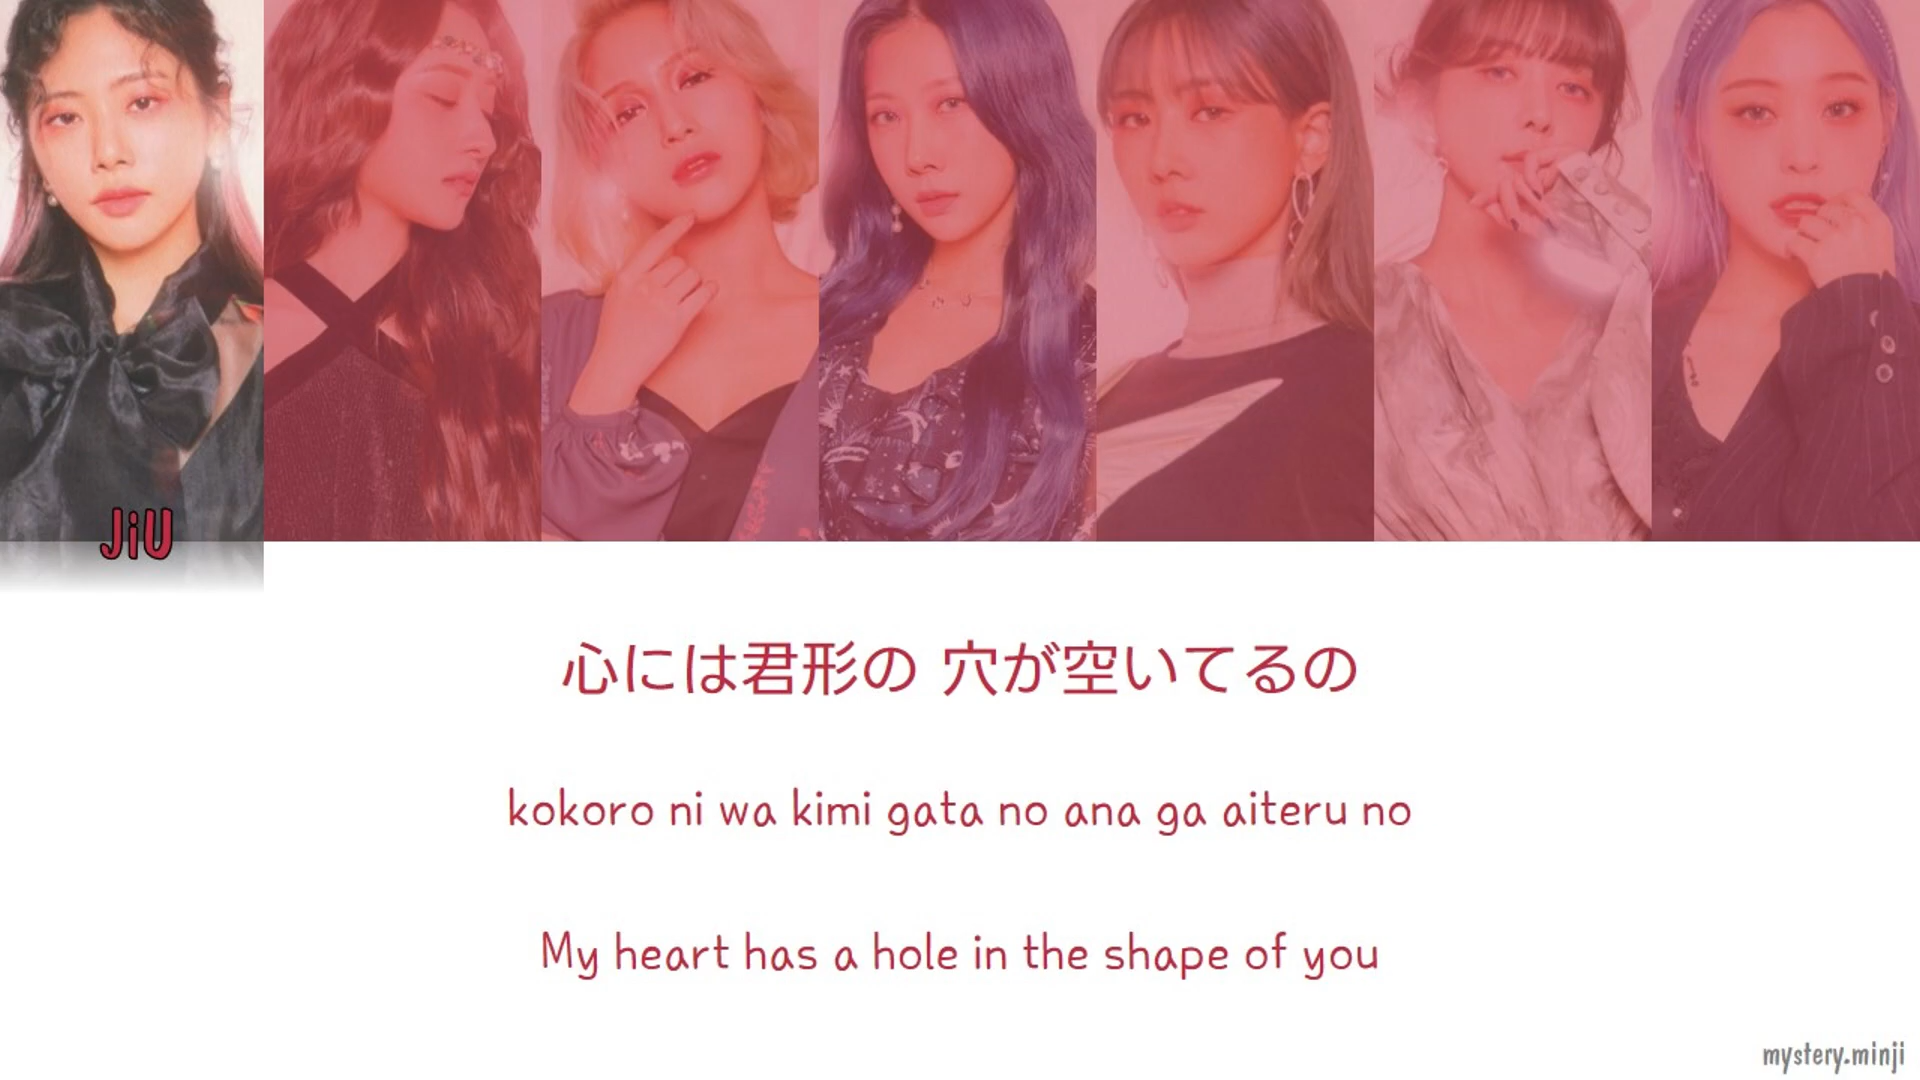 JiU
心には君形の 穴が空いてるの
kokoro ni wa kimi gata no ana ga aiteru no
My heart has a hole in the shape of you
mystery.minji